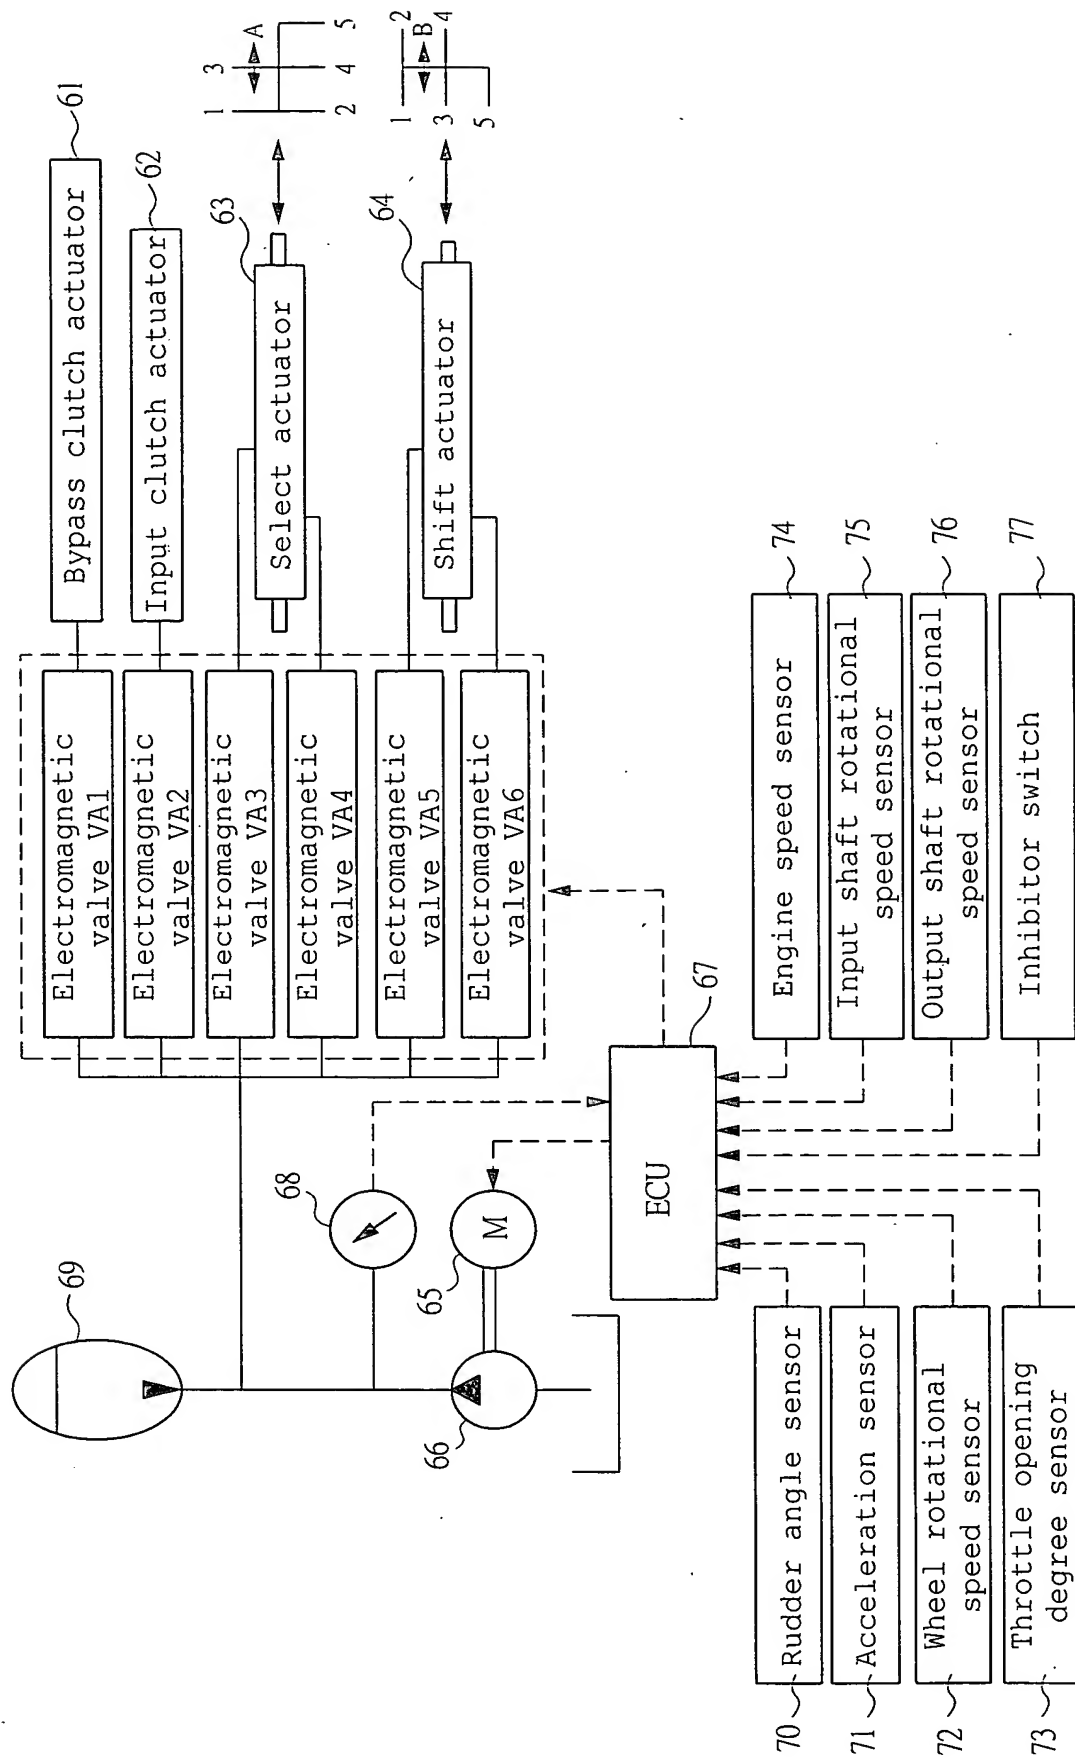 Bypass clutch actuator
61
Input clutch actuator
62
Select actuator
63
Shift actuator
64
1
3
A
2
4
5
1
2
B
3
4
5
Electromagnetic
valve VA1
Electromagnetic
valve VA2
Electromagnetic
valve VA3
Electromagnetic
valve VA4
Electromagnetic
valve VA5
Electromagnetic
valve VA6
69
68
65
M
66
ECU
67
70
Rudder angle sensor
71
Acceleration sensor
72
Wheel rotational
speed sensor
73
Throttle opening
degree sensor
Engine speed sensor
74
Input shaft rotational
speed sensor
75
Output shaft rotational
speed sensor
76
Inhibitor switch
77